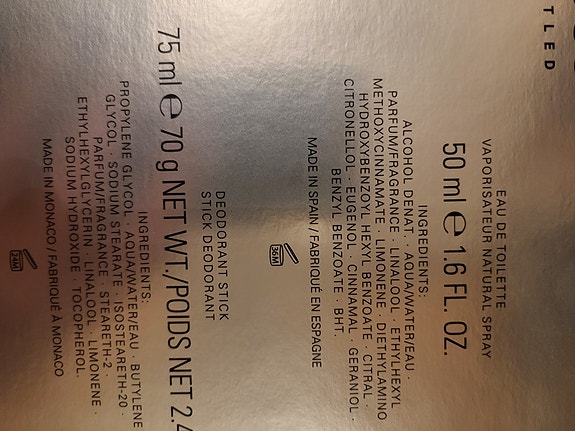 TLED
EAU DE TOILETTE
VAPORISATEUR NATURAL SPRAY
50 ml ℮ 1.6 FL. OZ.
INGREDIENTS:
ALCOHOL DENAT. · AQUA/WATER/EAU ·
PARFUM/FRAGRANCE · LINALOOL · ETHYLHEXYL
METHOXYCINNAMATE · LIMONENE · DIETHYLAMINO
HYDROXYBENZOYL HEXYL BENZOATE · CITRAL ·
CITRONELLOL · EUGENOL · CINNAMAL · GERANIOL ·
BENZYL BENZOATE · BHT.
MADE IN SPAIN / FABRIQUÉ EN ESPAGNE
36M
DEODORANT STICK
STICK DEODORANT
75 ml ℮ 70 g NET WT./POIDS NET 2.4
INGREDIENTS:
PROPYLENE GLYCOL · AQUA/WATER/EAU · BUTYLENE
GLYCOL · SODIUM STEARATE · ISOSTEARETH-20 ·
PARFUM/FRAGRANCE · STEARETH-2 ·
ETHYLHEXYLGLYCERIN · LINALOOL · LIMONENE ·
SODIUM HYDROXIDE · TOCOPHEROL.
MADE IN MONACO / FABRIQUÉ À MONACO
24M